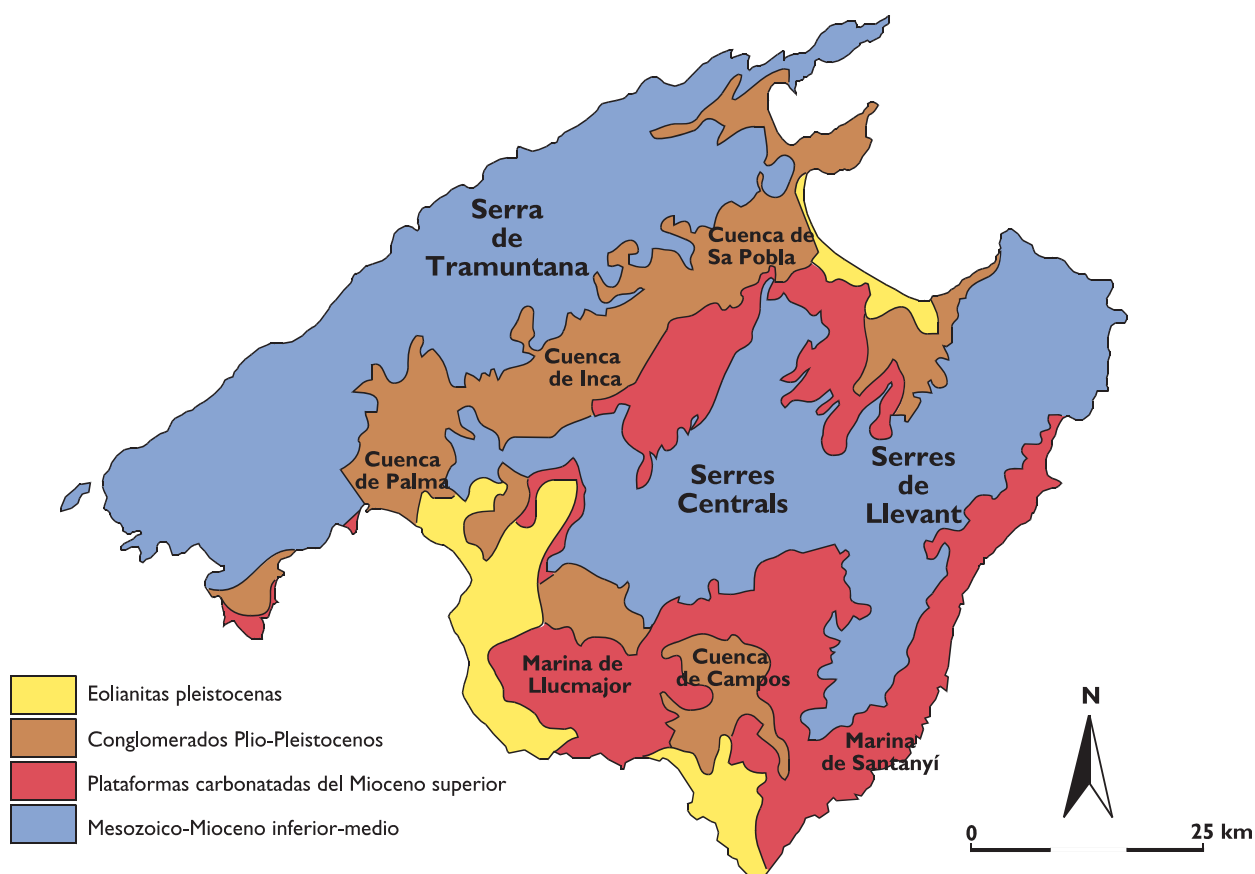 Serra
de
Tramuntana
Cuenca de
Sa Pobla
Cuenca
de Inca
Cuenca
de Palma
Serres
Centrals
Serres
de
Llevant
Marina de
Llucmajor
Cuenca
de Campos
Marina
de Santanyí
Eolianitas pleistocenas
Conglomerados Plio-Pleistocenos
Plataformas carbonatadas del Mioceno superior
Mesozoico-Mioceno inferior-medio
N
0 25 km